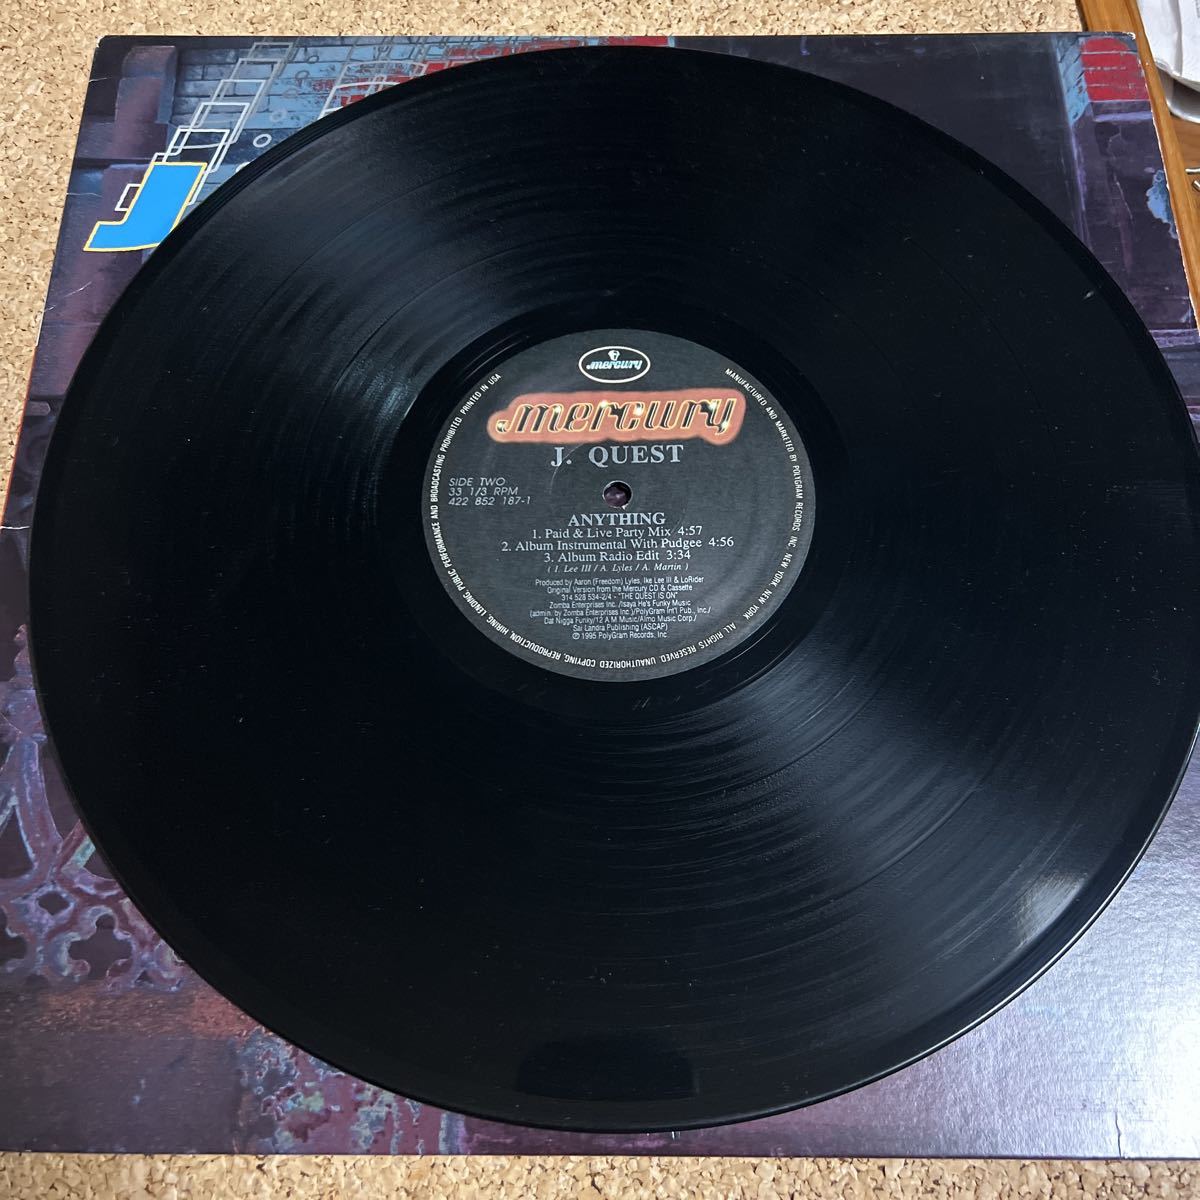 J
mercury
mercury
J. QUEST
SIDE TWO
33 1/3 RPM
422 852 187-1
ANYTHING
1. Paid & Live Party Mix 4:57
2. Album Instrumental With Pudgee 4:56
3. Album Radio Edit 3:34
( I. Lee III / A. Lyles / A. Martin )
Produced by Aaron (Freedom) Lyles, Ike Lee III & LoRider
Original Version from the Mercury CD & Cassette
314 528 534-2/4 - "THE QUEST IS ON"
Zomba Enterprises Inc. /Isaya He's Funky Music
(admin. by Zomba Enterprises Inc.)/PolyGram Int'l Pub., Inc./
Dat Nigga Funky/12 A M Music/Almo Music Corp./
Sai Landra Publishing (ASCAP)
℗ 1995 PolyGram Records, Inc.
MANUFACTURED AND MARKETED BY POLYGRAM RECORDS INC. NEW YORK, NEW YORK. ALL RIGHTS RESERVED. UNAUTHORIZED COPYING, REPRODUCTION, HIRING, LENDING, PUBLIC PERFORMANCE AND BROADCASTING PROHIBITED. PRINTED IN USA